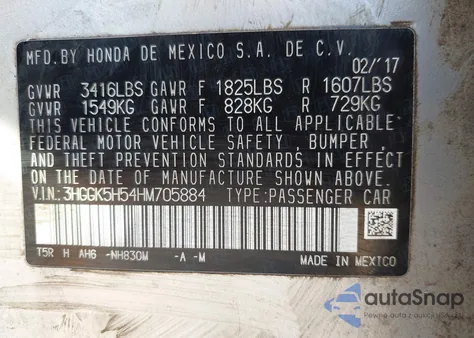 MFD.BY HONDA DE MEXICO S.A. DE C.V.
02/'17
GVWR 3416LBS GAWR F 1825LBS R 1607LBS
GVWR 1549KG GAWR F 828KG R 729KG
THIS VEHICLE CONFORMS TO ALL APPLICABLE
FEDERAL MOTOR VEHICLE SAFETY , BUMPER ,
AND THEFT PREVENTION STANDARDS IN EFFECT
ON THE DATE OF MANUFACTURE SHOWN ABOVE.
V.I.N.: 3HGGK5H54HM705884 TYPE:PASSENGER CAR
T5R H AH6 -NH830M -A -M
MADE IN MEXICO
autoSnap